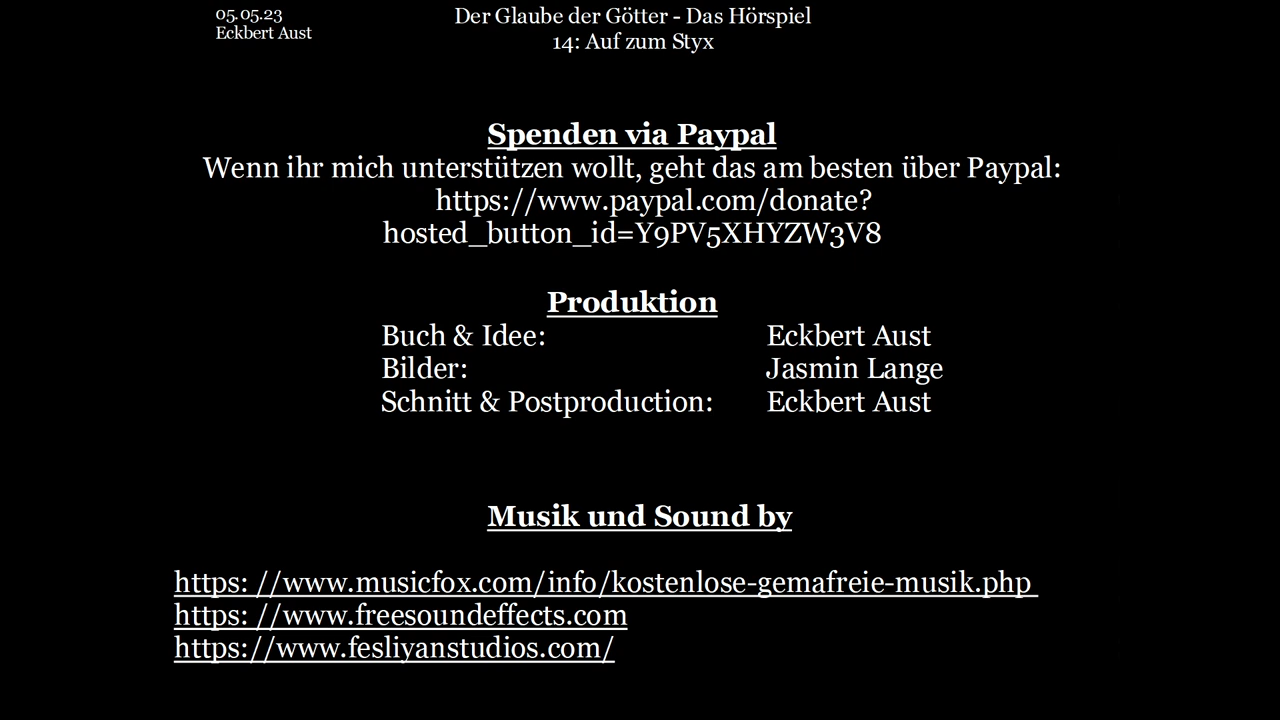 05.05.23
Eckbert Aust
Der Glaube der Götter - Das Hörspiel
14: Auf zum Styx
Spenden via Paypal
Wenn ihr mich unterstützen wollt, geht das am besten über Paypal:
https://www.paypal.com/donate?
hosted_button_id=Y9PV5XHYZW3V8
Produktion
Buch & Idee: Eckbert Aust
Bilder: Jasmin Lange
Schnitt & Postproduction: Eckbert Aust
Musik und Sound by
https: //www.musicfox.com/info/kostenlose-gemafreie-musik.php
https: //www.freesoundeffects.com
https://www.fesliyanstudios.com/